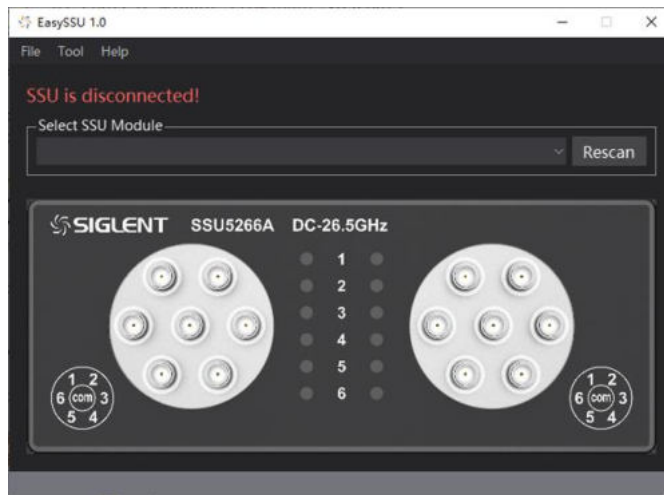 EasySSU 1.0
File Tool Help
SSU is disconnected!
Select SSU Module
Rescan
SIGLENT SSU5266A DC-26.5GHz
1
2
3
4
5
6
1 2
6 com 3
5 4
1 2
6 com 3
5 4